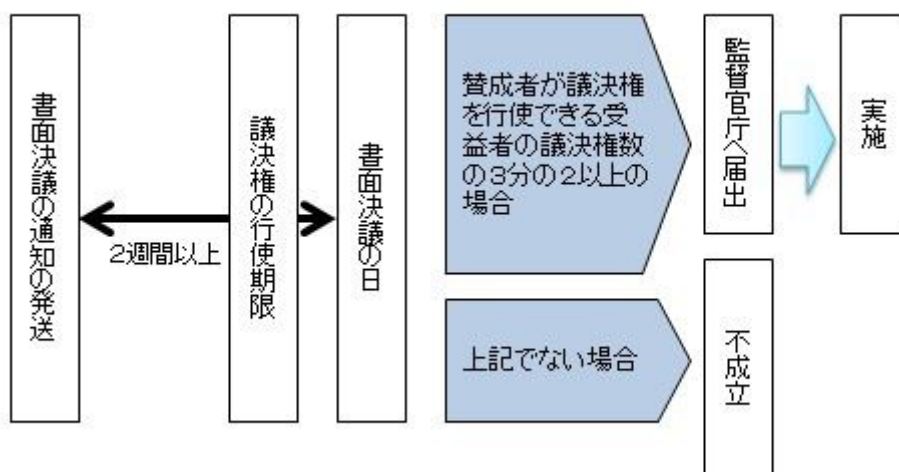 書面決議の通知の発送
2週間以上
議決権の行使期限
書面決議の日
賛成者が議決権
を行使できる受
益者の議決権数
の3分の2以上の
場合
監督官庁へ届出
実施
上記でない場合
不成立